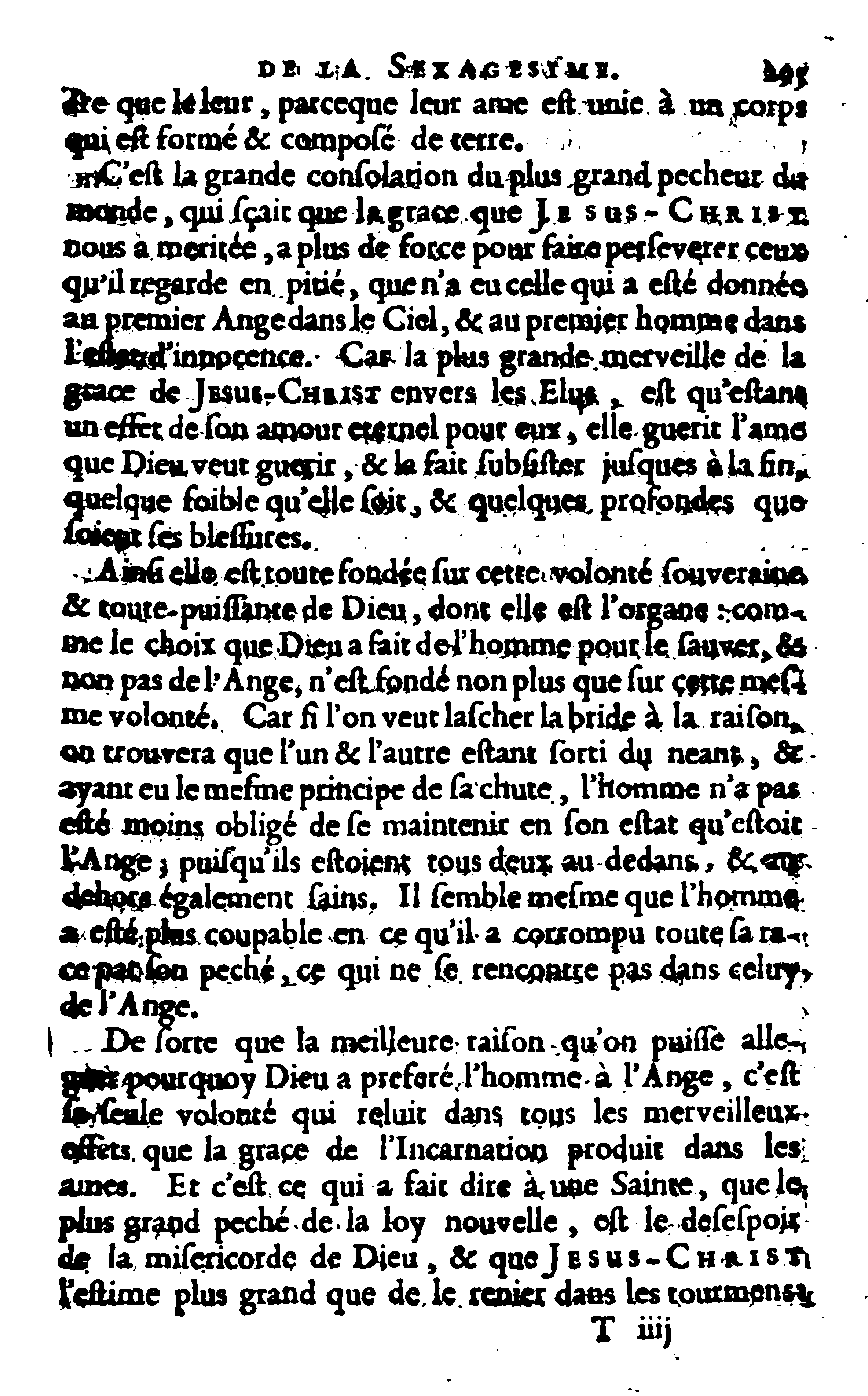 DE LA SEXAGESIME. 295
que le leur, parceque leur ame est unie à un corps
qui est formé & composé de terre.
C'est la grande consolation du plus grand pecheur du
monde, qui sçait que la grace que JESUS-CHRIST
nous a meritée, a plus de force pour faire perseverer ceux
qu'il regarde en pitié, que n'a eu celle qui a esté donnée
au premier Ange dans le Ciel, & au premier homme dans
l'estat d'innocence. Car la plus grande merveille de la
grace de JESUS-CHRIST envers les Elus, est qu'estant
un effet de son amour eternel pour eux, elle guerit l'ame
que Dieu veut guerir, & la fait subsister jusques à la fin,
quelque foible qu'elle soit, & quelques profondes que
soient ses blessures.
Ainsi elle est toute fondée sur cette volonté souveraine
& toute-puissante de Dieu, dont elle est l'organe : com-
me le choix que Dieu a fait de l'homme pour le sauver, &
non pas de l'Ange, n'est fondé non plus que sur cette mes-
me volonté. Car si l'on veut lascher la bride à la raison,
on trouvera que l'un & l'autre estant sorti du neant, &
ayant eu le mesme principe de sa chute, l'homme n'a pas
esté moins obligé de se maintenir en son estat qu'estoit
l'Ange ; puisqu'ils estoient tous deux au-dedans, & au-
dehors également sains. Il semble mesme que l'homme
a esté plus coupable en ce qu'il a corrompu toute sa ra-
ce par son peché, ce qui ne se rencontre pas dans celuy
de l'Ange.
De sorte que la meilleure raison qu'on puisse alle-
guer pourquoy Dieu a preferé l'homme à l'Ange, c'est
sa seule volonté qui reluit dans tous les merveilleux
effets que la grace de l'Incarnation produit dans les
ames. Et c'est ce qui a fait dire à une Sainte, que le
plus grand peché de la loy nouvelle, est le desespoir
de la misericorde de Dieu, & que JESUS-CHRIST
l'estime plus grand que de le renier dans les tourmens,
T iiij